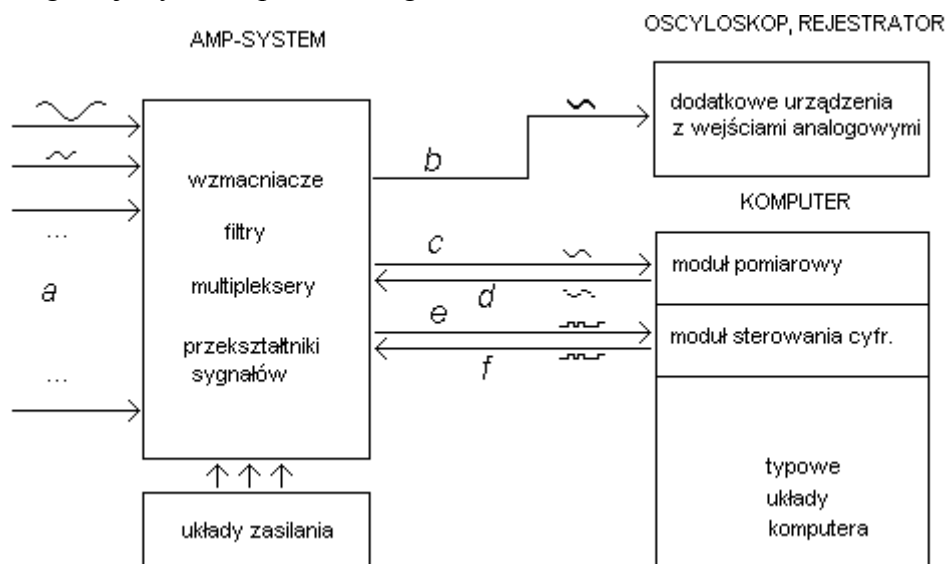 AMP-SYSTEM
OSCYLOSKOP, REJESTRATOR
dodatkowe urządzenia
z wejściami analogowymi
b
wzmacniacze
KOMPUTER
filtry
...
c
moduł pomiarowy
a
multipleksery
d
e
moduł sterowania cyfr.
przekształtniki
sygnałów
f
...
typowe
układy
komputera
układy zasilania